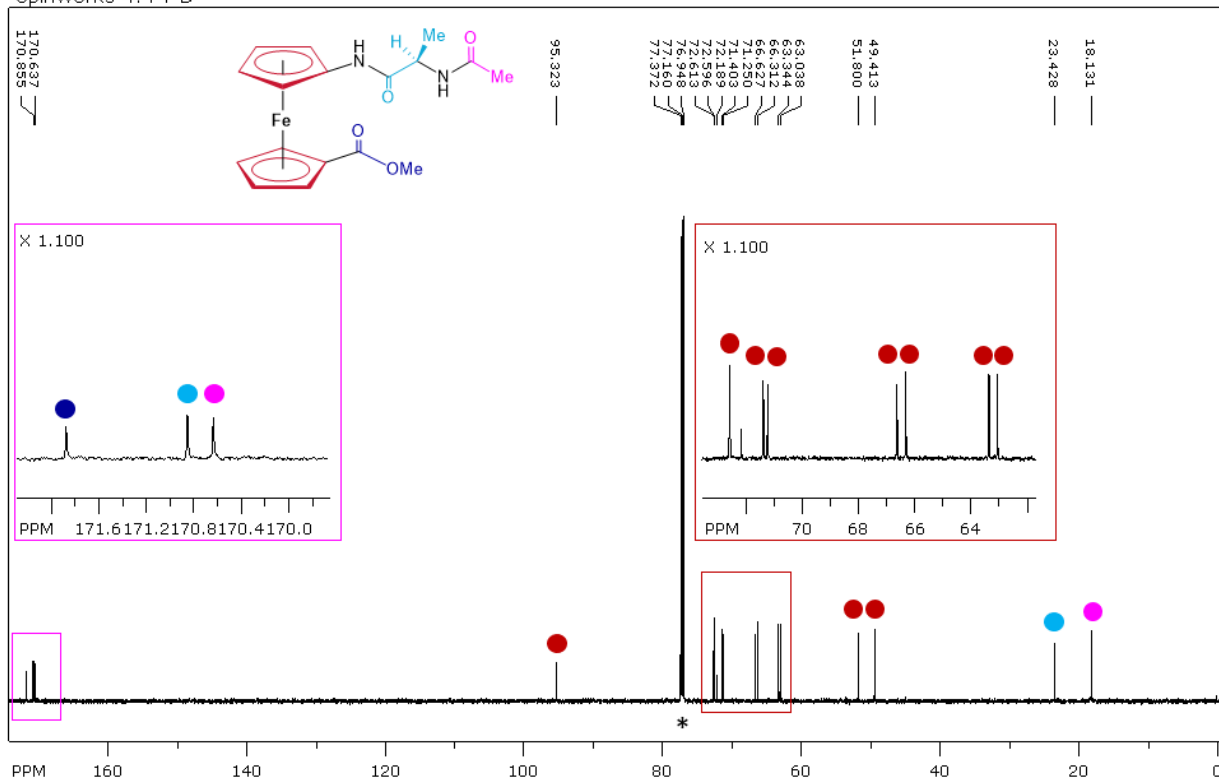 170.855
170.637
95.323
77.372
77.160
76.948
72.613
72.596
72.189
71.403
71.250
66.627
66.312
63.344
63.038
51.800
49.413
23.428
18.131
H
N
H
Me
O
O
N
H
Me
Fe
O
OMe
X 1.100
PPM 171.6 171.2 170.8 170.4 170.0
X 1.100
PPM 70 68 66 64
*
PPM 160 140 120 100 80 60 40 20 0